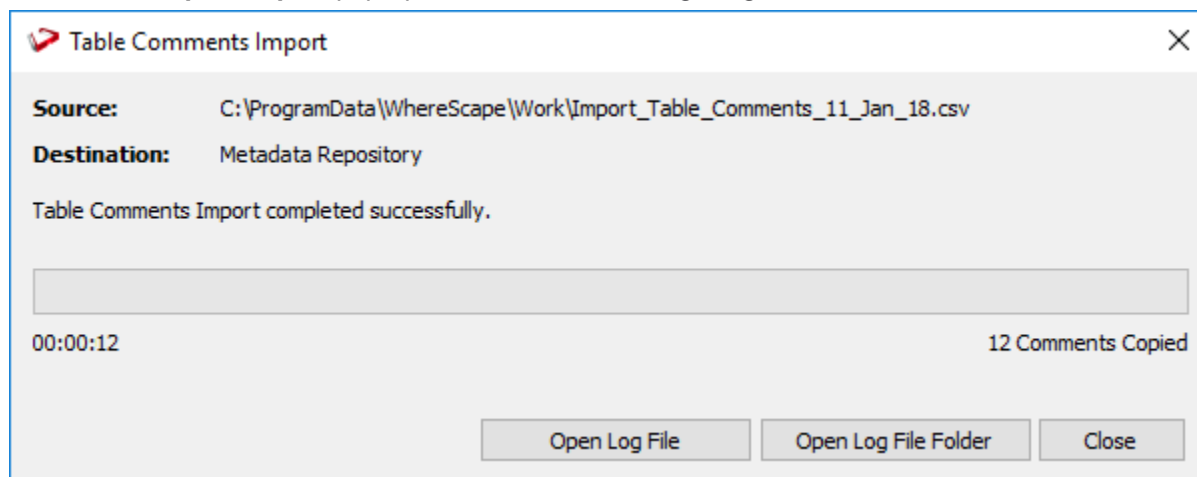 Table Comments Import
Source: C:\ProgramData\WhereScape\Work\Import_Table_Comments_11_Jan_18.csv
Destination: Metadata Repository
Table Comments Import completed successfully.
00:00:12 12 Comments Copied
Open Log File Open Log File Folder Close